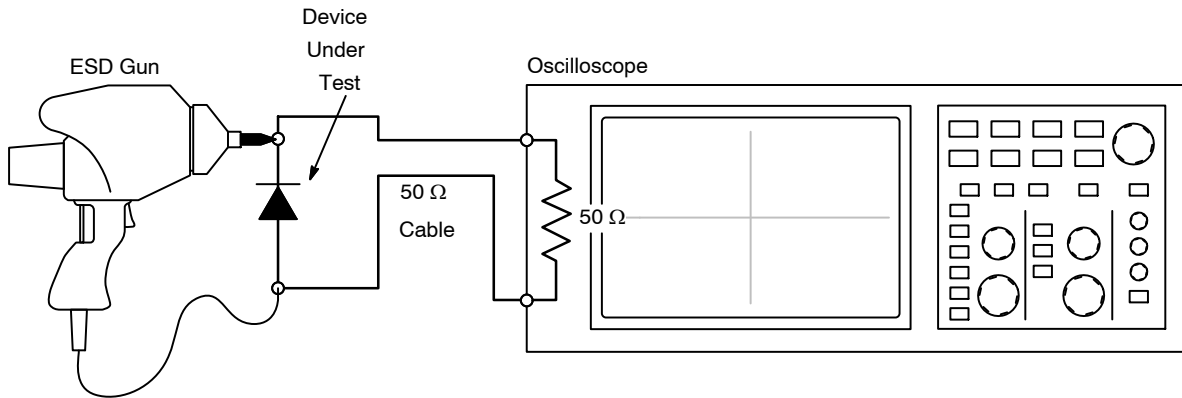 Device
Under
Test
ESD Gun
Oscilloscope
50 Ω
Cable
50 Ω